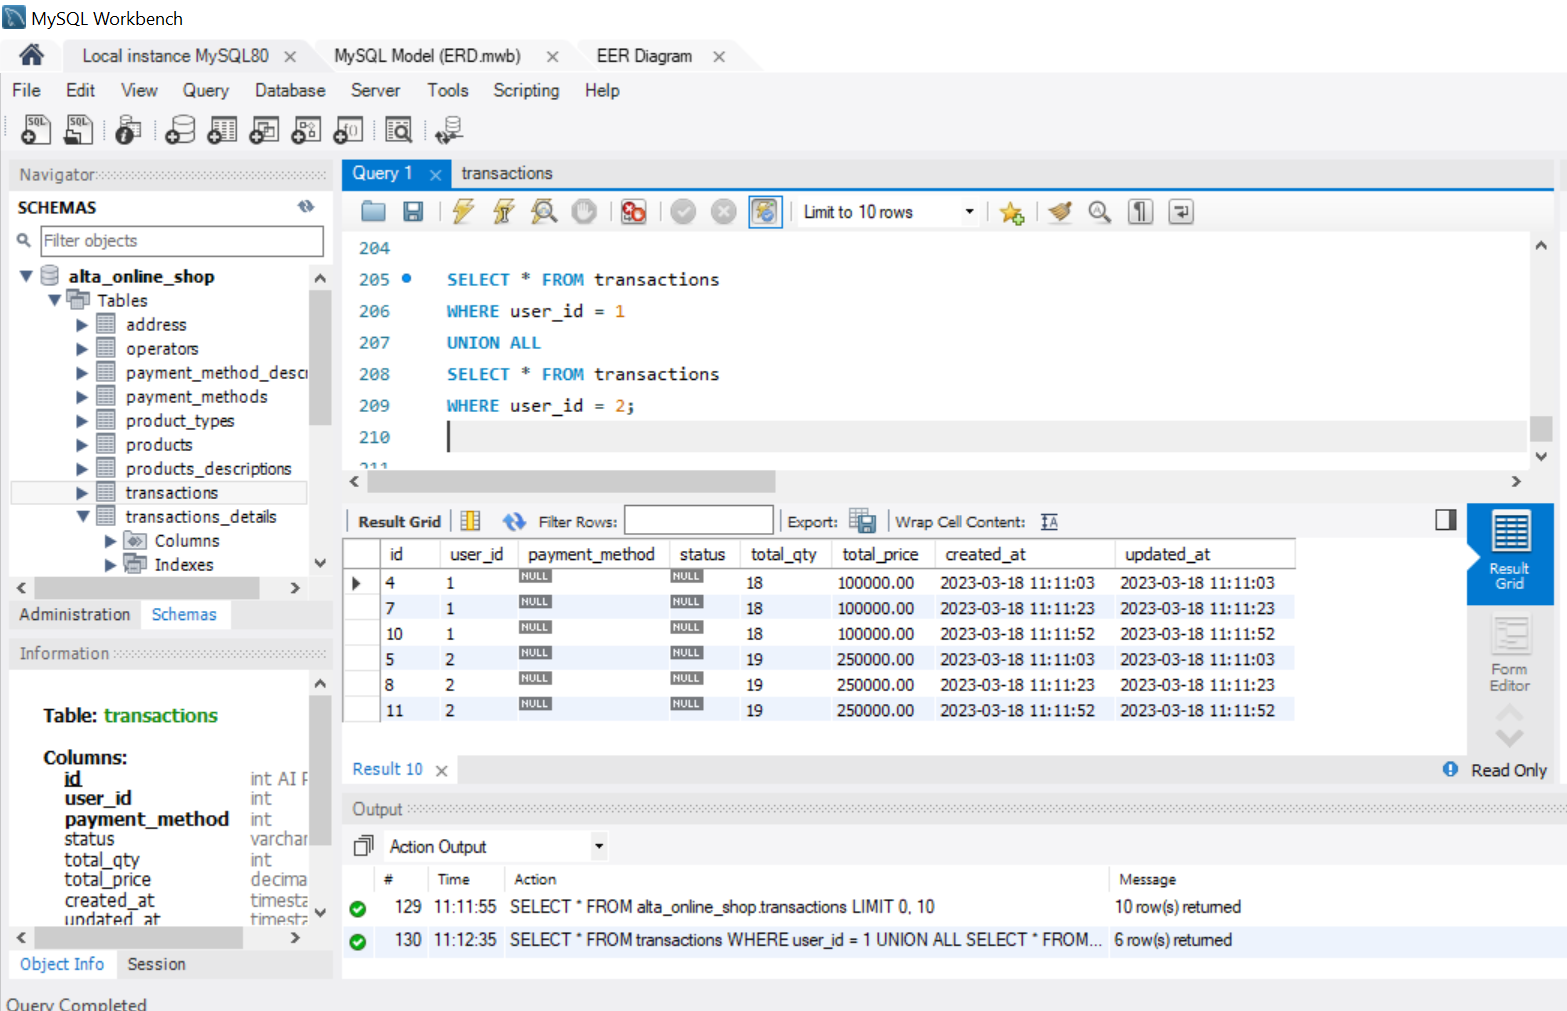 MySQL Workbench
Local instance MySQL80
MySQL Model (ERD.mwb)
EER Diagram
File Edit View Query Database Server Tools Scripting Help
Navigator
SCHEMAS
Filter objects
alta_online_shop
Tables
address
operators
payment_method_descr
payment_methods
product_types
products
products_descriptions
transactions
transactions_details
Columns
Indexes
Administration Schemas
Information
Table: transactions
Columns:
id int AI P
user_id int
payment_method int
status varchar
total_qty int
total_price decima
created_at timesta
updated_at timesta
Object Info Session
Query Completed
Query 1 transactions
Limit to 10 rows
204
205 SELECT * FROM transactions
206 WHERE user_id = 1
207 UNION ALL
208 SELECT * FROM transactions
209 WHERE user_id = 2;
210
211
Result Grid Filter Rows: Export: Wrap Cell Content:
id user_id payment_method status total_qty total_price created_at updated_at
4 1 NULL NULL 18 100000.00 2023-03-18 11:11:03 2023-03-18 11:11:03
7 1 NULL NULL 18 100000.00 2023-03-18 11:11:23 2023-03-18 11:11:23
10 1 NULL NULL 18 100000.00 2023-03-18 11:11:52 2023-03-18 11:11:52
5 2 NULL NULL 19 250000.00 2023-03-18 11:11:03 2023-03-18 11:11:03
8 2 NULL NULL 19 250000.00 2023-03-18 11:11:23 2023-03-18 11:11:23
11 2 NULL NULL 19 250000.00 2023-03-18 11:11:52 2023-03-18 11:11:52
Result Grid
Form Editor
Result 10
Read Only
Output
Action Output
# Time Action Message
129 11:11:55 SELECT * FROM alta_online_shop.transactions LIMIT 0, 10 10 row(s) returned
130 11:12:35 SELECT * FROM transactions WHERE user_id = 1 UNION ALL SELECT * FROM... 6 row(s) returned